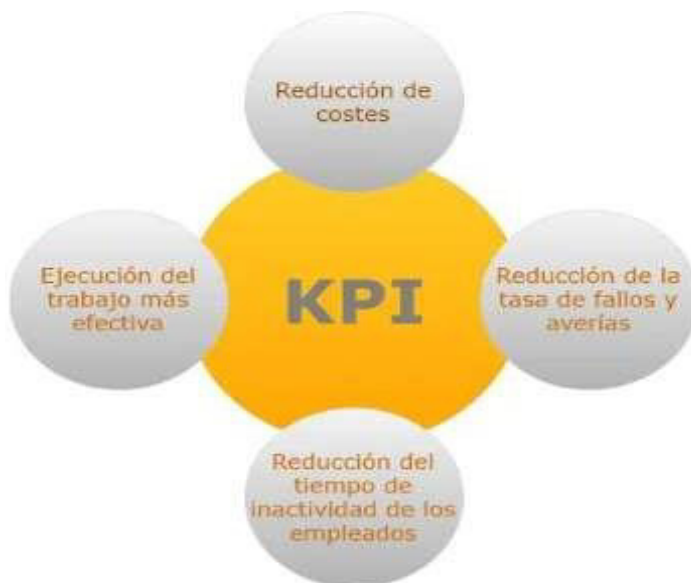 Reducción de
costes
Ejecución del
trabajo más
efectiva
KPI
Reducción de la
tasa de fallos y
averías
Reducción del
tiempo de
inactividad de los
empleados